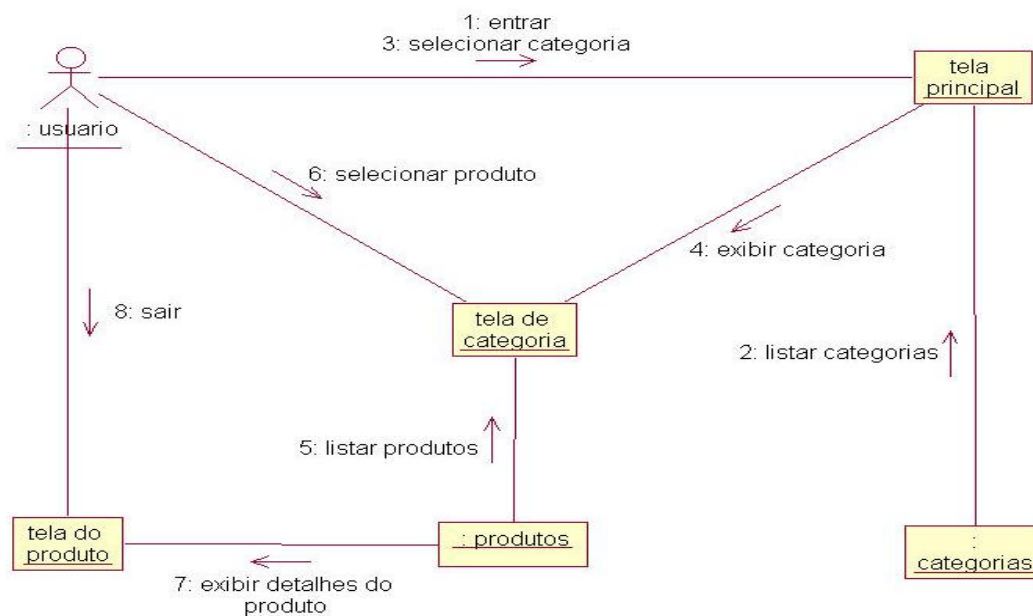 1: entrar
3: selecionar categoria
tela
principal
: usuario
6: selecionar produto
4: exibir categoria
8: sair
tela de
categoria
2: listar categorias
5: listar produtos
tela do
produto
: produtos
:
categorias
7: exibir detalhes do
produto